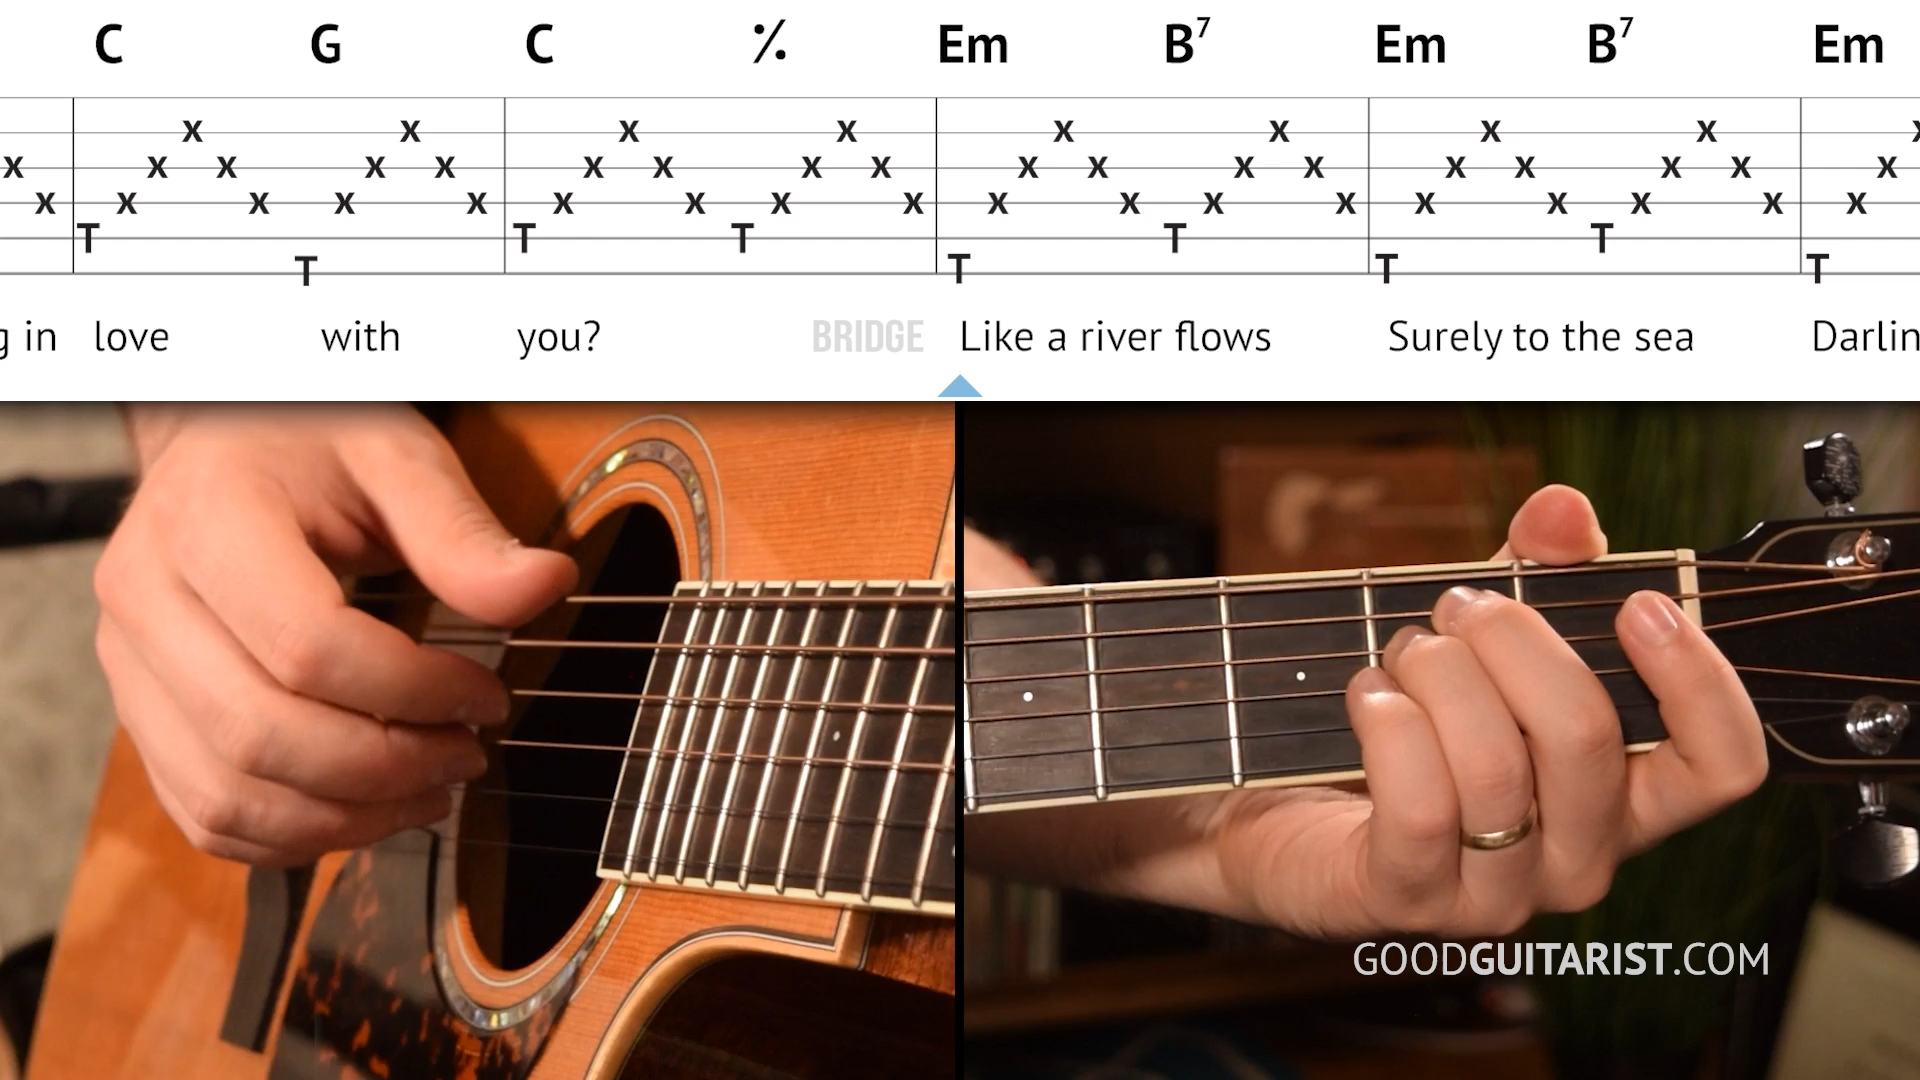 C G C ٪ Em B7 Em B7 Em
x x x x x x x x x x x x x x x x x x x x x x x x x x x x x x x x x x x x x x x x x x x x x
T T T T T T T T T
g in love with you? BRIDGE Like a river flows Surely to the sea Darlin
GOODGUITARIST.COM